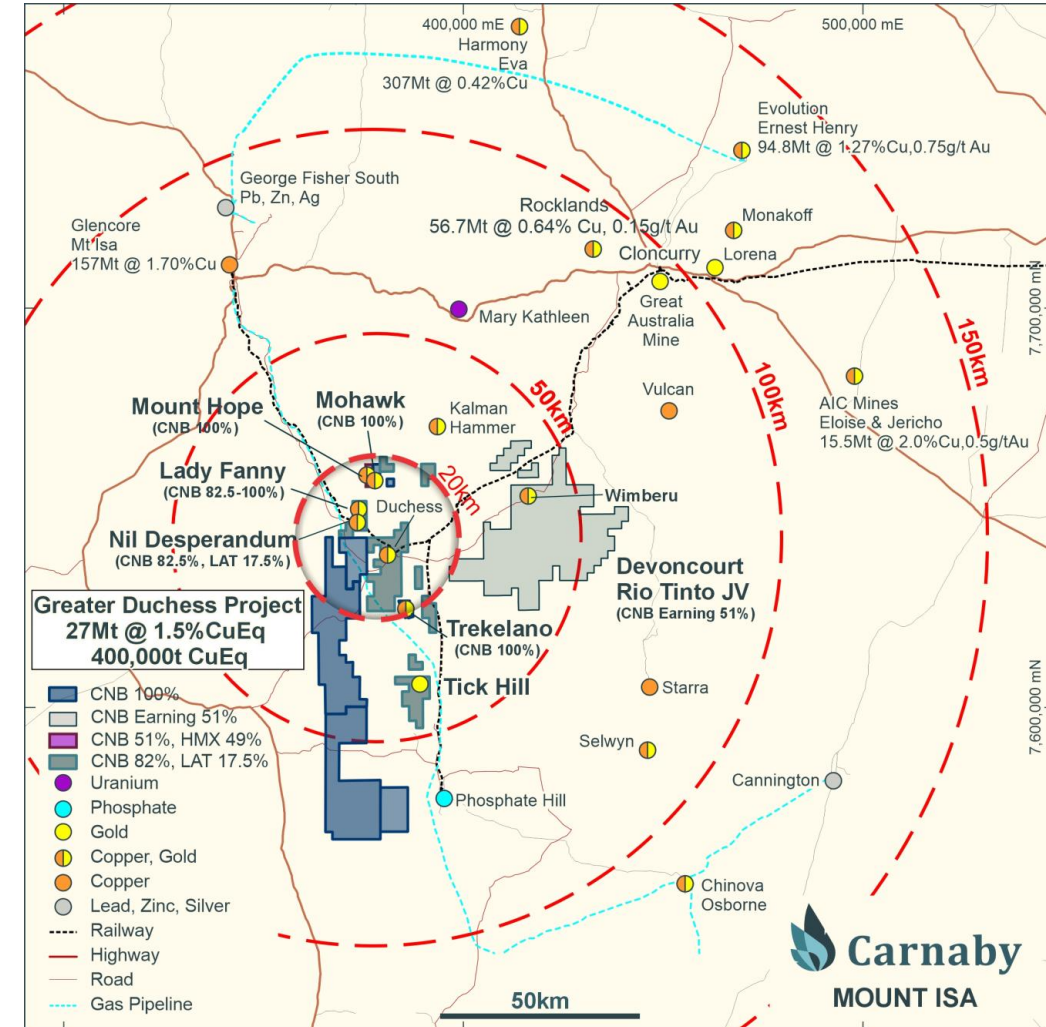 400,000 mE
500,000 mE
Harmony
Eva
307Mt @ 0.42%Cu
Evolution
Ernest Henry
94.8Mt @ 1.27%Cu,0.75g/t Au
George Fisher South
Pb, Zn, Ag
Rocklands
56.7Mt @ 0.64% Cu, 0.15g/t Au
Monakoff
Glencore
Mt Isa
157Mt @ 1.70%Cu
Cloncurry
Lorena
Great
Australia
Mine
Mary Kathleen
7,700,000 mN
150km
100km
50km
20km
Vulcan
AIC Mines
Eloise & Jericho
15.5Mt @ 2.0%Cu,0.5g/tAu
Mount Hope
(CNB 100%)
Mohawk
(CNB 100%)
Kalman
Hammer
Lady Fanny
(CNB 82.5-100%)
Duchess
Wimberu
Nil Desperandum
(CNB 82.5%, LAT 17.5%)
Devoncourt
Rio Tinto JV
(CNB Earning 51%)
Greater Duchess Project
27Mt @ 1.5%CuEq
400,000t CuEq
Trekelano
(CNB 100%)
Tick Hill
Starra
7,600,000 mN
Selwyn
Cannington
Phosphate Hill
Chinova
Osborne
CNB 100%
CNB Earning 51%
CNB 51%, HMX 49%
CNB 82%, LAT 17.5%
Uranium
Phosphate
Gold
Copper, Gold
Copper
Lead, Zinc, Silver
Railway
Highway
Road
Gas Pipeline
50km
Carnaby
MOUNT ISA